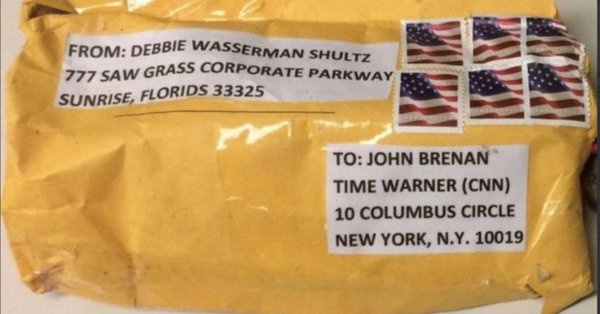 FROM: DEBBIE WASSERMAN SHULTZ
777 SAW GRASS CORPORATE PARKWAY
SUNRISE, FLORIDS 33325
TO: JOHN BRENAN
TIME WARNER (CNN)
10 COLUMBUS CIRCLE
NEW YORK, N.Y. 10019